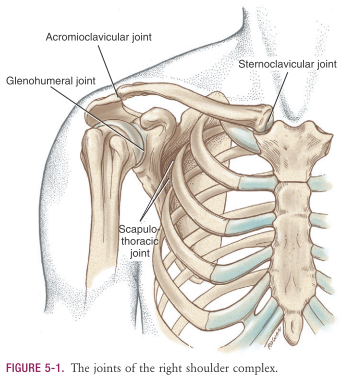 Acromioclavicular joint
Sternoclavicular joint
Glenohumeral joint
Scapulo-
thoracic
joint
FIGURE 5-1. The joints of the right shoulder complex.